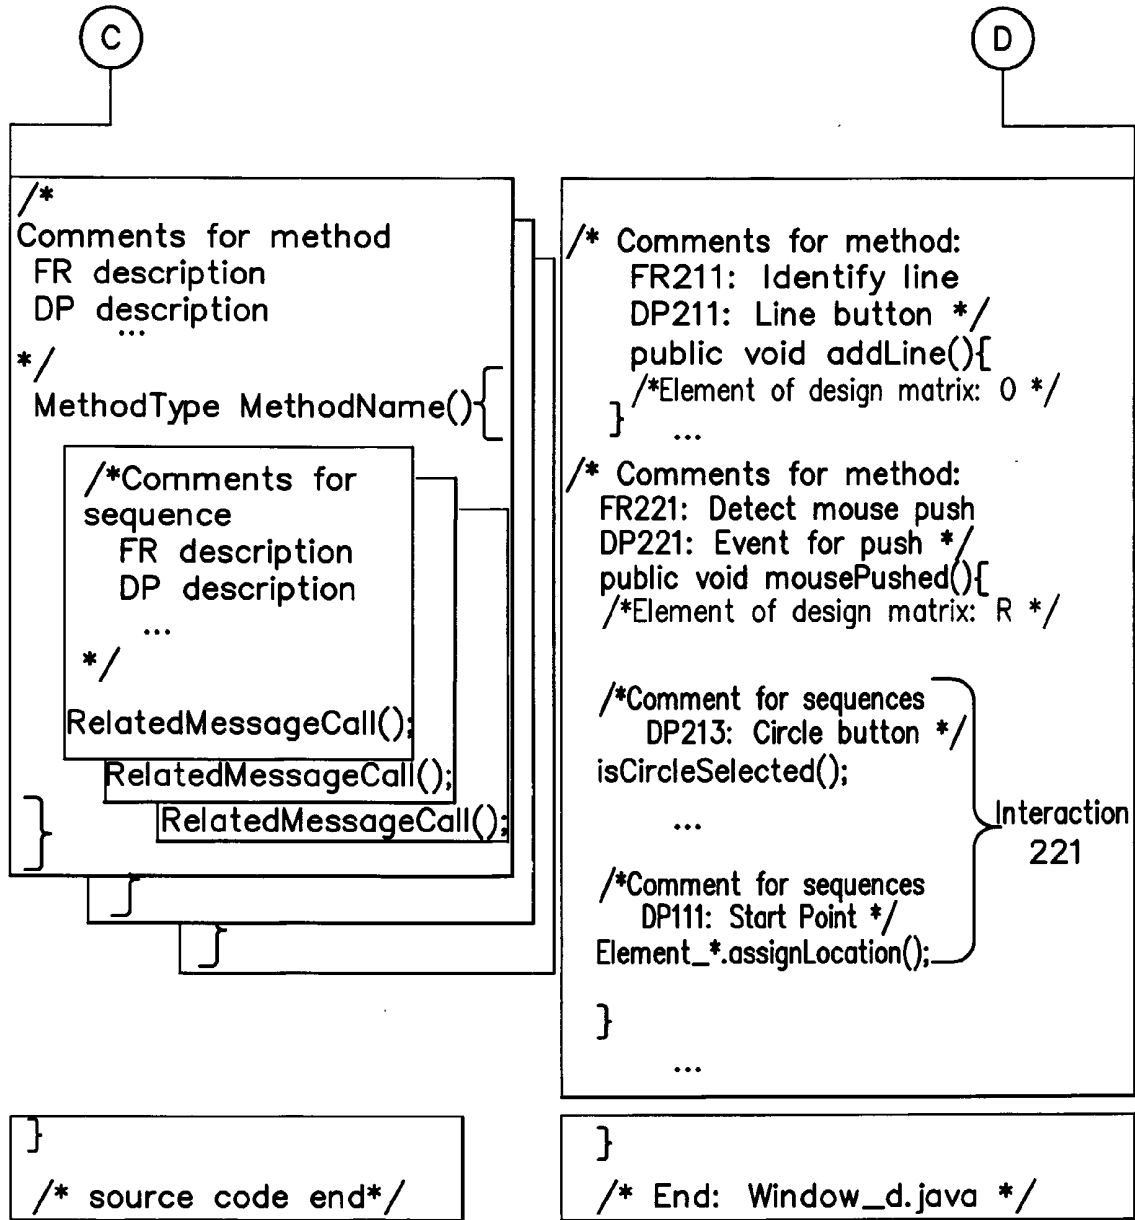 C
D
/*
Comments for method
FR description
DP description
...
*/
MethodType MethodName(){
/*Comments for
sequence
FR description
DP description
...
*/
RelatedMessageCall();
RelatedMessageCall();
RelatedMessageCall();
}
}
}
}
/* source code end*/
/* Comments for method:
FR211: Identify line
DP211: Line button */
public void addLine(){
/*Element of design matrix: O */
}
...
/* Comments for method:
FR221: Detect mouse push
DP221: Event for push */
public void mousePushed(){
/*Element of design matrix: R */
/*Comment for sequences
DP213: Circle button */
isCircleSelected();
...
/*Comment for sequences
DP111: Start Point */
Element_*.assignLocation();
Interaction
221
}
...
}
/* End: Window_d.java */